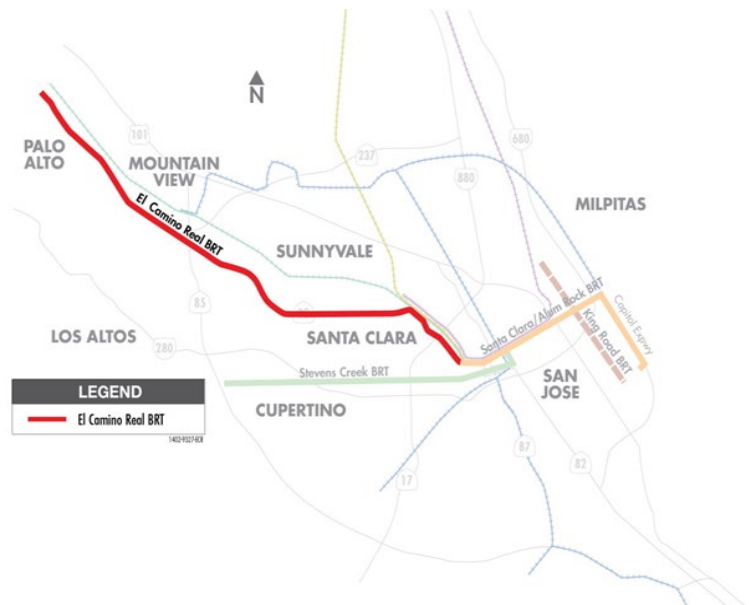 N
101
680
PALO
ALTO
MOUNTAIN
VIEW
237
880
MILPITAS
El Camino Real BRT
SUNNYVALE
85
Santa Clara/Alum Rock BRT
Capitol Expwy
King Road BRT
LOS ALTOS
280
SANTA CLARA
Stevens Creek BRT
SAN
JOSE
LEGEND
El Camino Real BRT
CUPERTINO
87
82
17